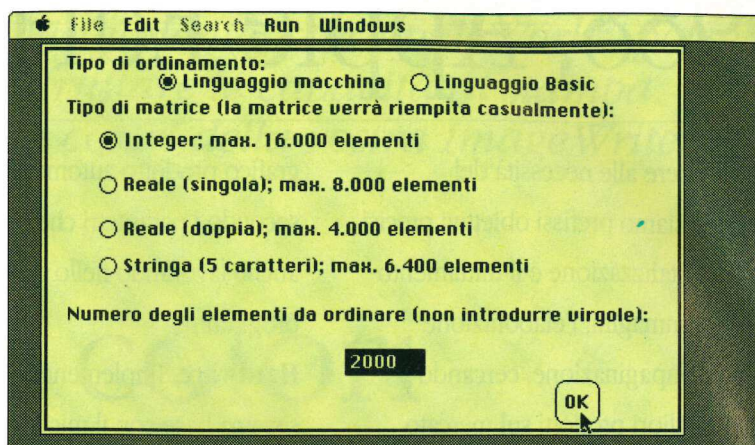 File Edit Search Run Windows
Tipo di ordinamento:
Linguaggio macchina Linguaggio Basic
Tipo di matrice (la matrice verrà riempita casualmente):
Integer; max. 16.000 elementi
Reale (singola); max. 8.000 elementi
Reale (doppia); max. 4.000 elementi
Stringa (5 caratteri); max. 6.400 elementi
Numero degli elementi da ordinare (non introdurre virgole):
2000
OK